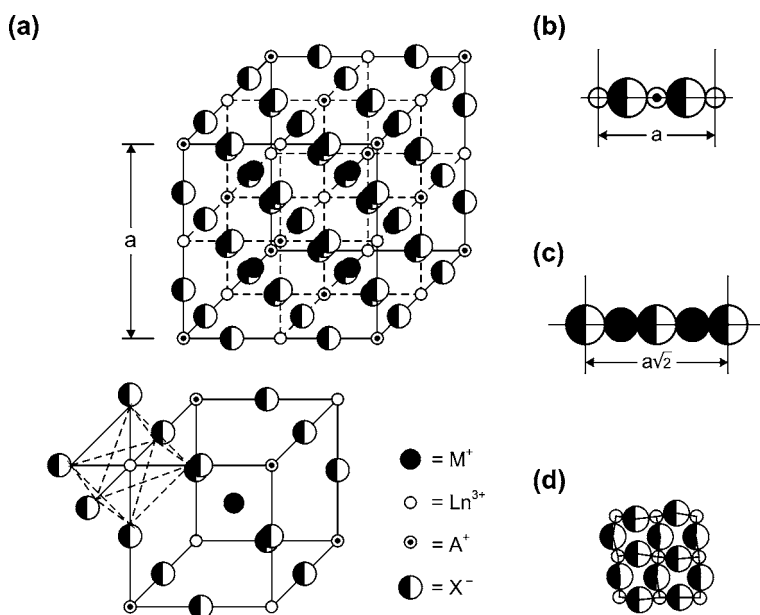 (a)
a
(b)
a
(c)
a√2
= M⁺
= Ln³⁺
= A⁺
= X⁻
(d)